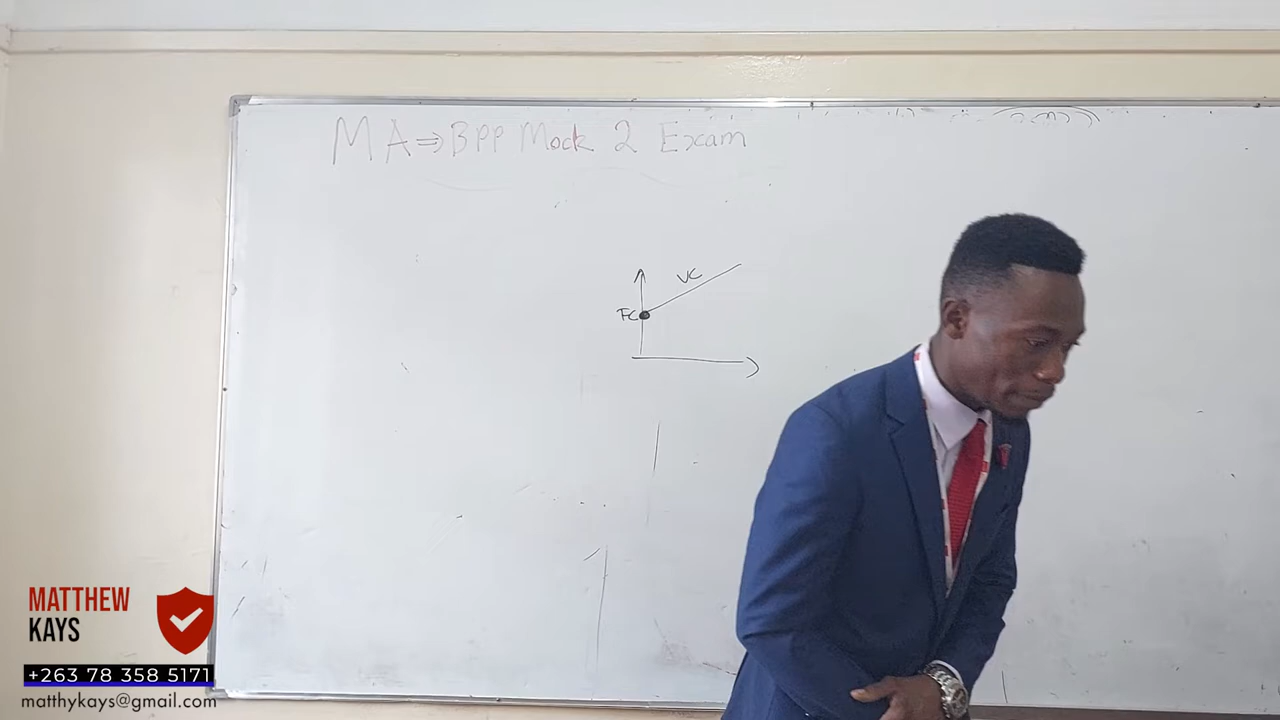 MA⇒BPP Mock 2 Exam
VC
FC
MATTHEW
KAYS
+263 78 358 5171
matthykays@gmail.com